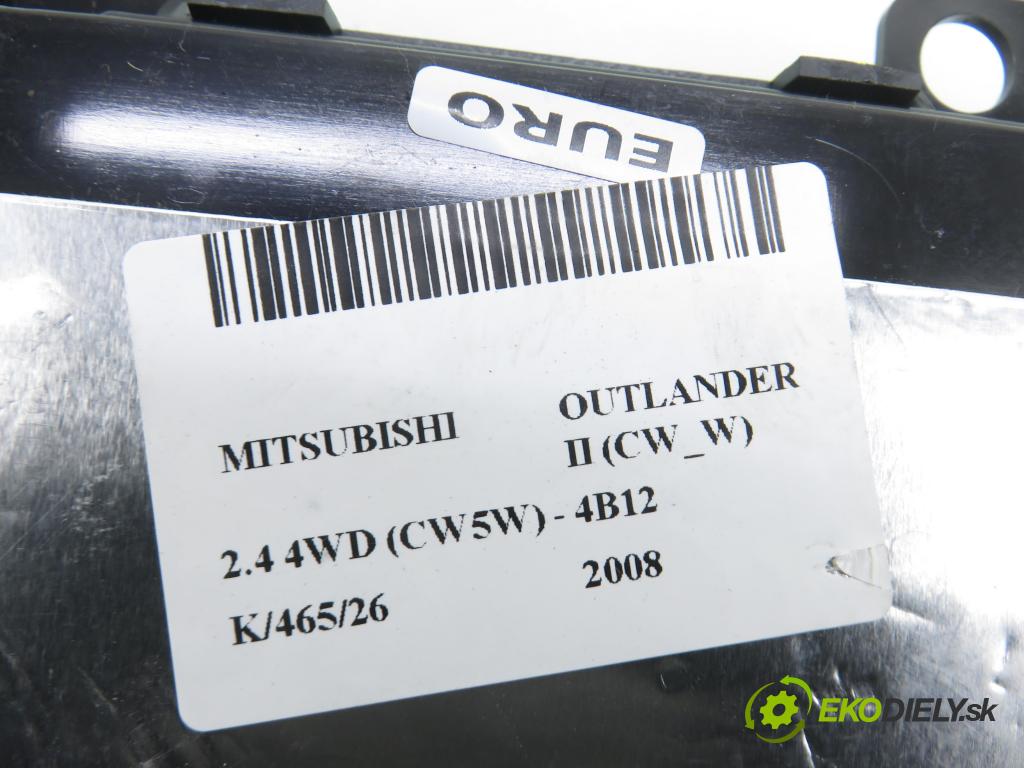 EURO
MITSUBISHI OUTLANDER
II (CW_W)
2.4 4WD (CW5W) - 4B12
K/465/26 2008
EKODIELY.sk